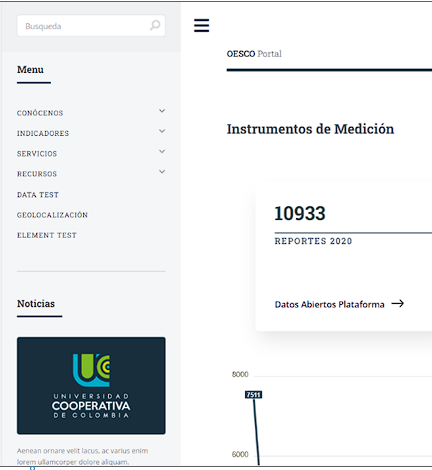 Busqueda
Menu
CONÓCENOS
INDICADORES
SERVICIOS
RECURSOS
DATA TEST
GEOLOCALIZACIÓN
ELEMENT TEST
Noticias
UNIVERSIDAD
COOPERATIVA
DE COLOMBIA
Aenean ornare velit lacus, ac varius enim
lorem ullamcorper dolore aliquam.
OESCO Portal
Instrumentos de Medición
10933
REPORTES 2020
Datos Abiertos Plataforma
8000
7511
6000